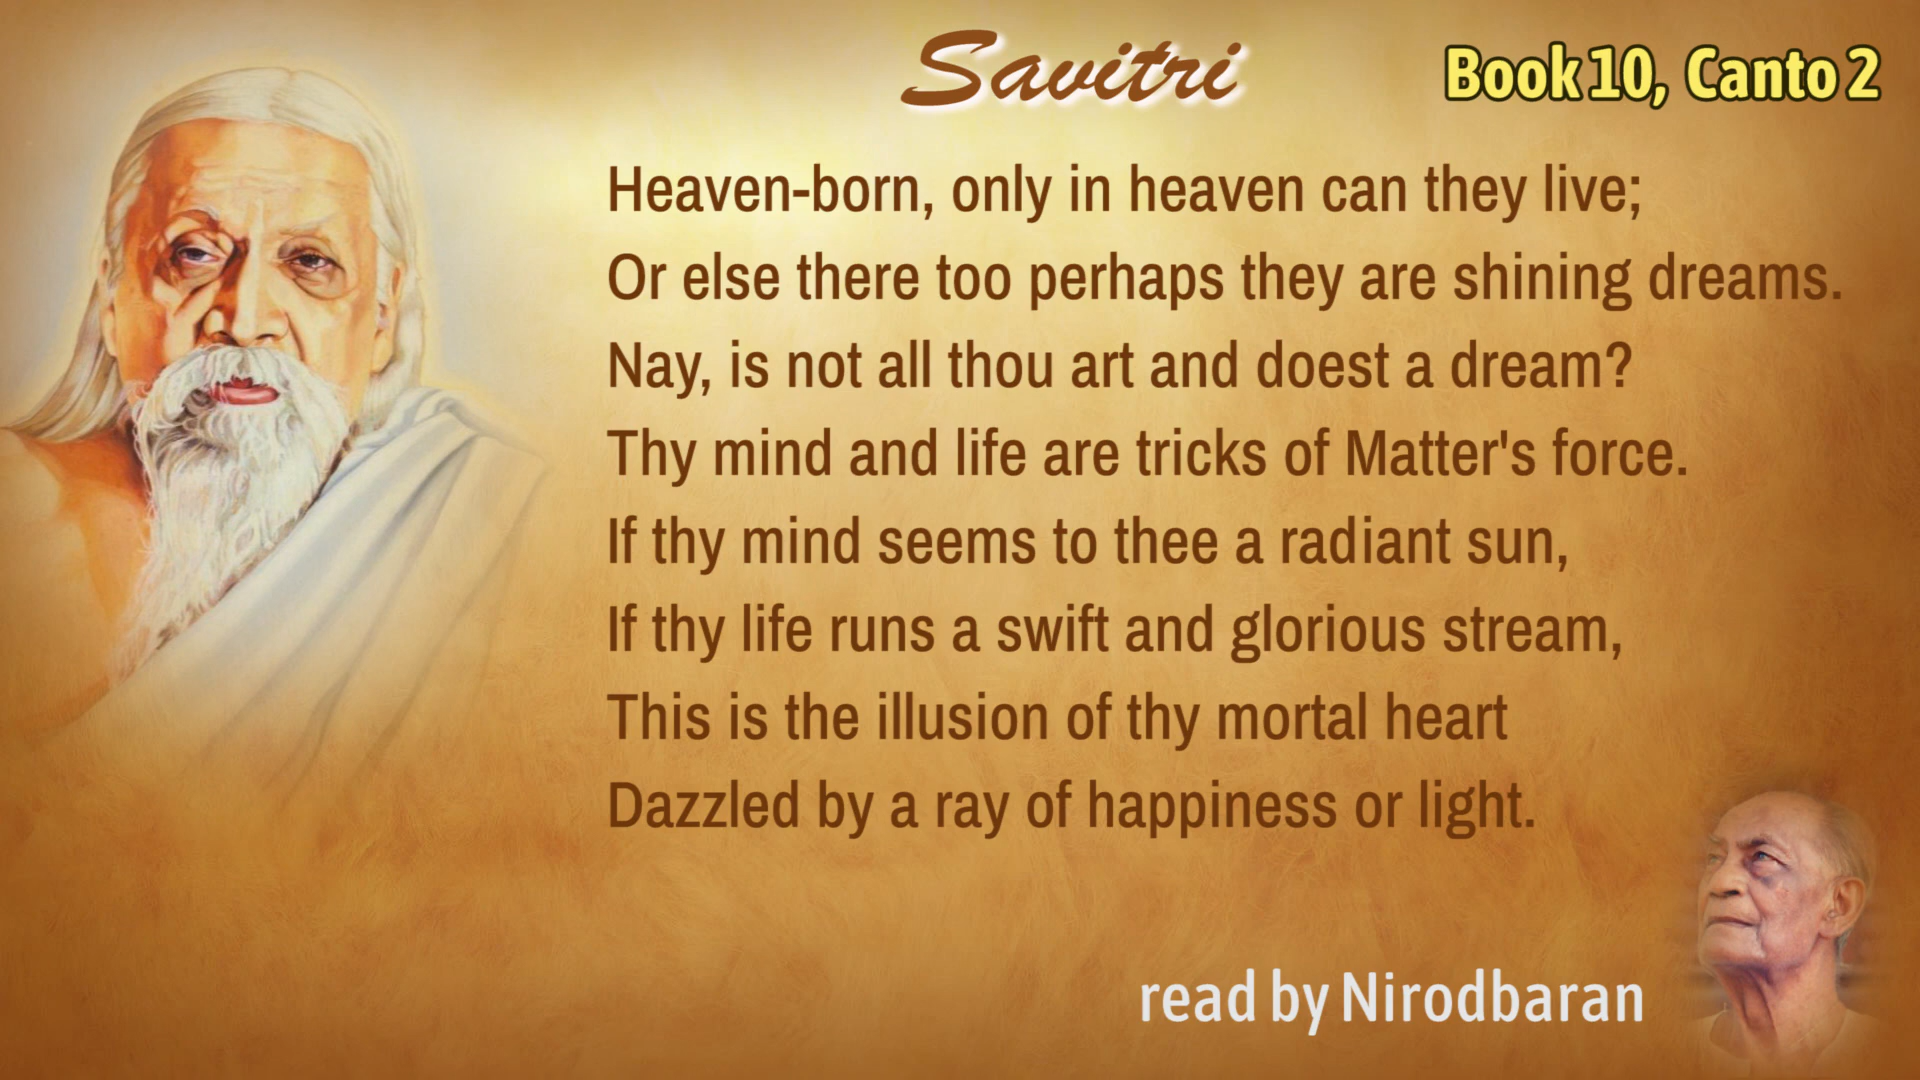 Savitri
Book 10, Canto 2
Heaven-born, only in heaven can they live;
Or else there too perhaps they are shining dreams.
Nay, is not all thou art and doest a dream?
Thy mind and life are tricks of Matter's force.
If thy mind seems to thee a radiant sun,
If thy life runs a swift and glorious stream,
This is the illusion of thy mortal heart
Dazzled by a ray of happiness or light.
read by Nirodbaran